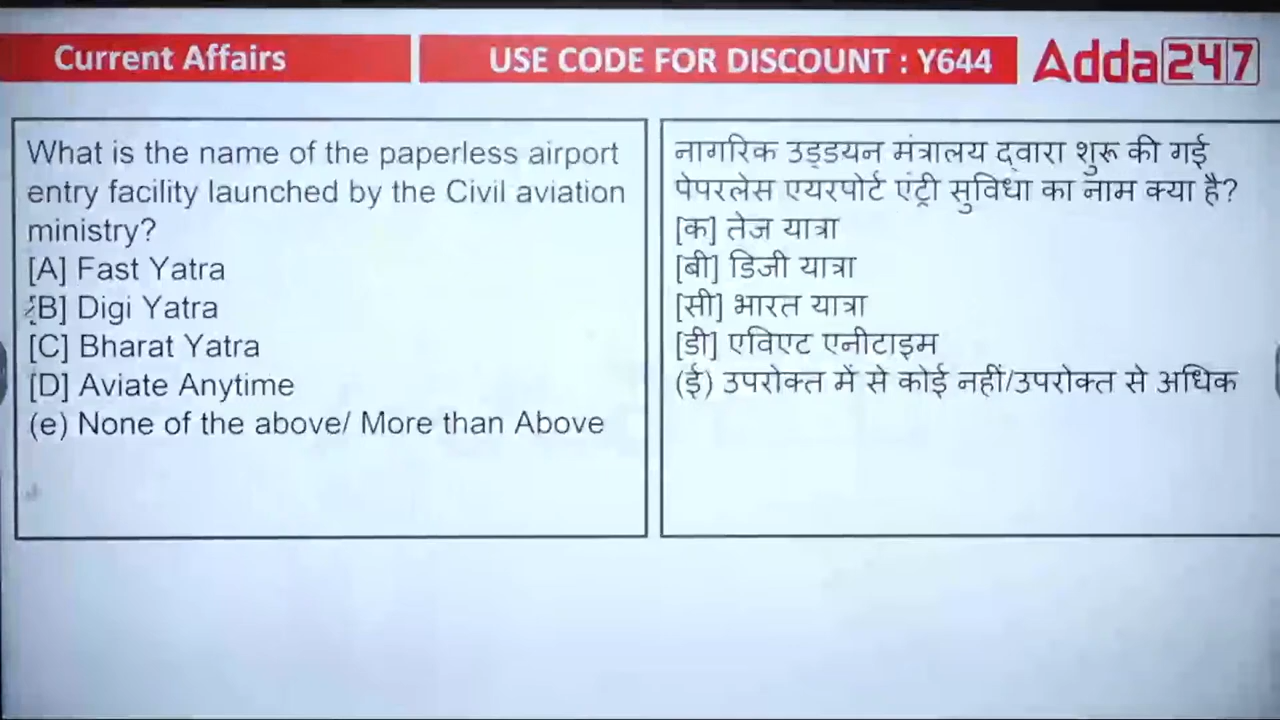 Current Affairs
USE CODE FOR DISCOUNT : Y644
Adda247
What is the name of the paperless airport
entry facility launched by the Civil aviation
ministry?
[A] Fast Yatra
[B] Digi Yatra
[C] Bharat Yatra
[D] Aviate Anytime
(e) None of the above/ More than Above
नागरिक उड्डयन मंत्रालय द्वारा शुरू की गई
पेपरलेस एयरपोर्ट एंट्री सुविधा का नाम क्या है?
[क] तेज यात्रा
[बी] डिजी यात्रा
[सी] भारत यात्रा
[डी] एविएट एनीटाइम
(ई) उपरोक्त में से कोई नहीं/उपरोक्त से अधिक